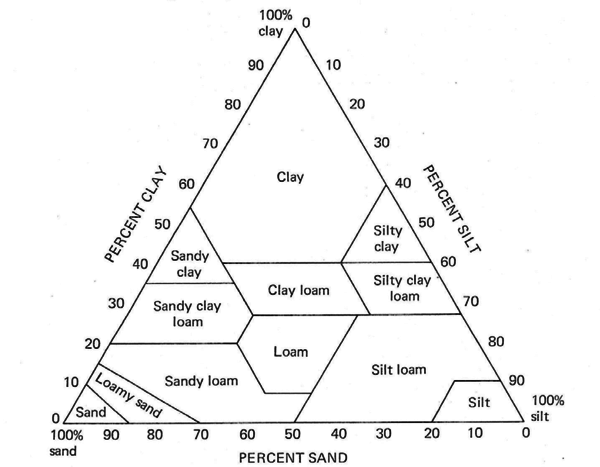 100%
clay
0
90
10
80
20
70
30
Clay
60
40
PERCENT CLAY
PERCENT SILT
50
50
Silty
clay
Sandy
clay
40
60
Silty clay
loam
Clay loam
30
70
Sandy clay
loam
20
80
Loam
Silt loam
10
90
Sandy loam
Loamy sand
Silt
100%
silt
Sand
0
100%
sand
90
80
70
60
50
40
30
20
10
0
PERCENT SAND